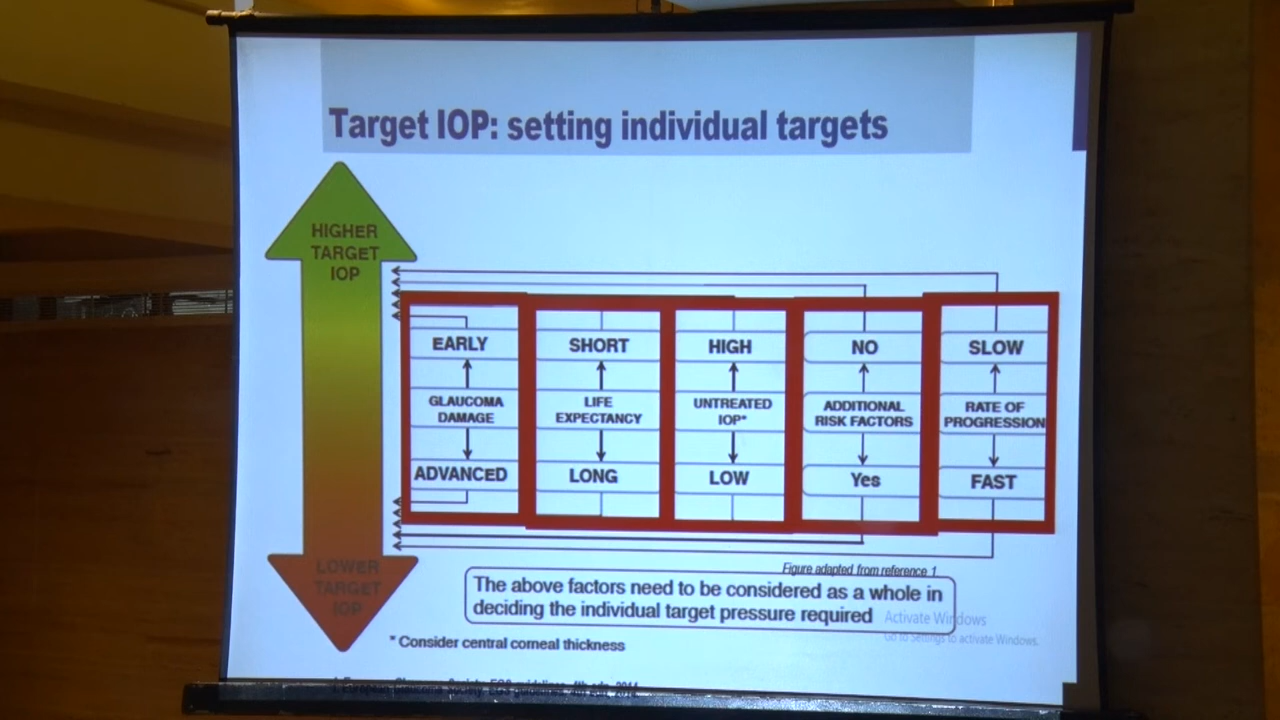 Target IOP: setting individual targets
HIGHER
TARGET
IOP
EARLY
GLAUCOMA
DAMAGE
ADVANCED
SHORT
LIFE
EXPECTANCY
LONG
HIGH
UNTREATED
IOP*
LOW
NO
ADDITIONAL
RISK FACTORS
Yes
SLOW
RATE OF
PROGRESSION
FAST
LOWER
TARGET
IOP
Figure adapted from reference 1
The above factors need to be considered as a whole in
deciding the individual target pressure required
Activate Windows
Go to Settings to activate Windows.
* Consider central corneal thickness